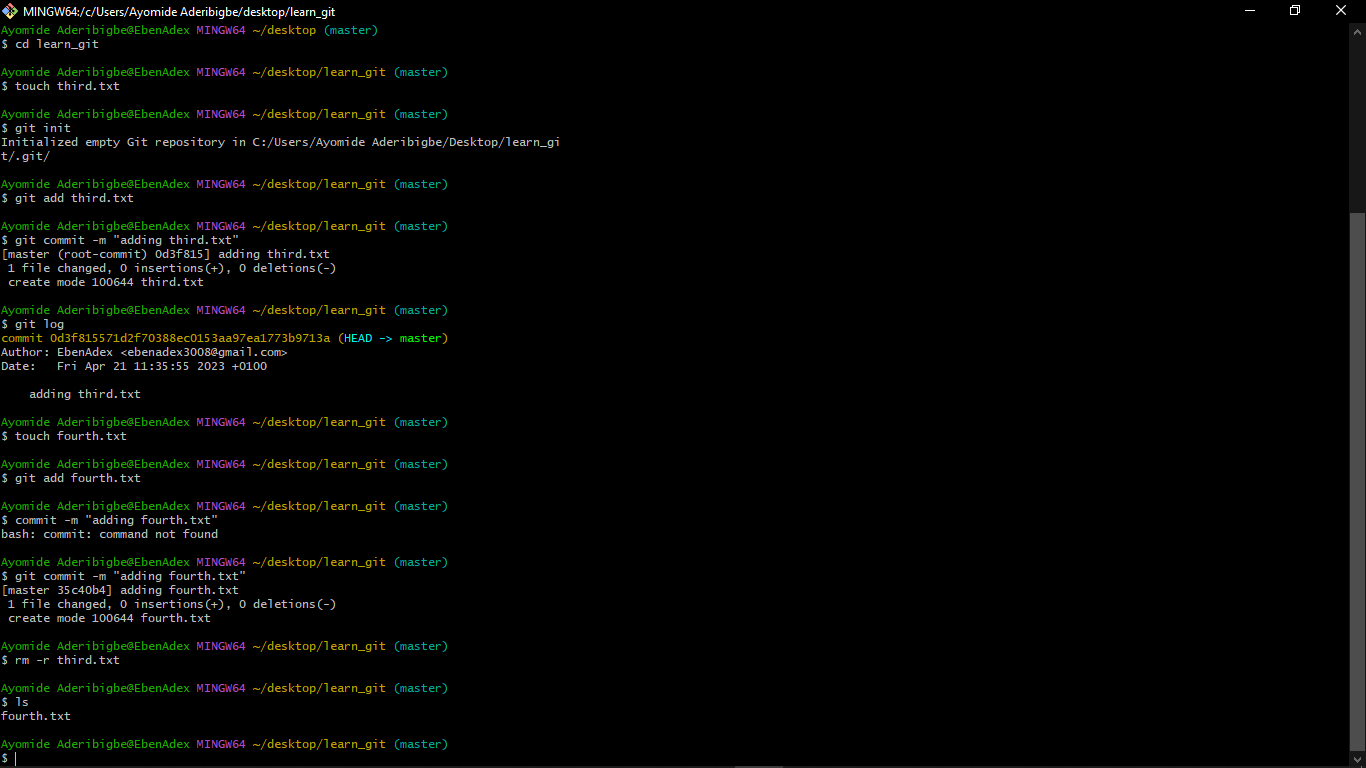 MINGW64:/c/Users/Ayomide Aderibigbe/desktop/learn_git
Ayomide Aderibigbe@EbenAdex MINGW64 ~/desktop (master)
$ cd learn_git
Ayomide Aderibigbe@EbenAdex MINGW64 ~/desktop/learn_git (master)
$ touch third.txt
Ayomide Aderibigbe@EbenAdex MINGW64 ~/desktop/learn_git (master)
$ git init
Initialized empty Git repository in C:/Users/Ayomide Aderibigbe/Desktop/learn_gi
t/.git/
Ayomide Aderibigbe@EbenAdex MINGW64 ~/desktop/learn_git (master)
$ git add third.txt
Ayomide Aderibigbe@EbenAdex MINGW64 ~/desktop/learn_git (master)
$ git commit -m "adding third.txt"
[master (root-commit) 0d3f815] adding third.txt
 1 file changed, 0 insertions(+), 0 deletions(-)
 create mode 100644 third.txt
Ayomide Aderibigbe@EbenAdex MINGW64 ~/desktop/learn_git (master)
$ git log
commit 0d3f815571d2f70388ec0153aa97ea1773b9713a (HEAD -> master)
Author: EbenAdex <ebenadex3008@gmail.com>
Date:   Fri Apr 21 11:35:55 2023 +0100
    adding third.txt
Ayomide Aderibigbe@EbenAdex MINGW64 ~/desktop/learn_git (master)
$ touch fourth.txt
Ayomide Aderibigbe@EbenAdex MINGW64 ~/desktop/learn_git (master)
$ git add fourth.txt
Ayomide Aderibigbe@EbenAdex MINGW64 ~/desktop/learn_git (master)
$ commit -m "adding fourth.txt"
bash: commit: command not found
Ayomide Aderibigbe@EbenAdex MINGW64 ~/desktop/learn_git (master)
$ git commit -m "adding fourth.txt"
[master 35c40b4] adding fourth.txt
 1 file changed, 0 insertions(+), 0 deletions(-)
 create mode 100644 fourth.txt
Ayomide Aderibigbe@EbenAdex MINGW64 ~/desktop/learn_git (master)
$ rm -r third.txt
Ayomide Aderibigbe@EbenAdex MINGW64 ~/desktop/learn_git (master)
$ ls
fourth.txt
Ayomide Aderibigbe@EbenAdex MINGW64 ~/desktop/learn_git (master)
$